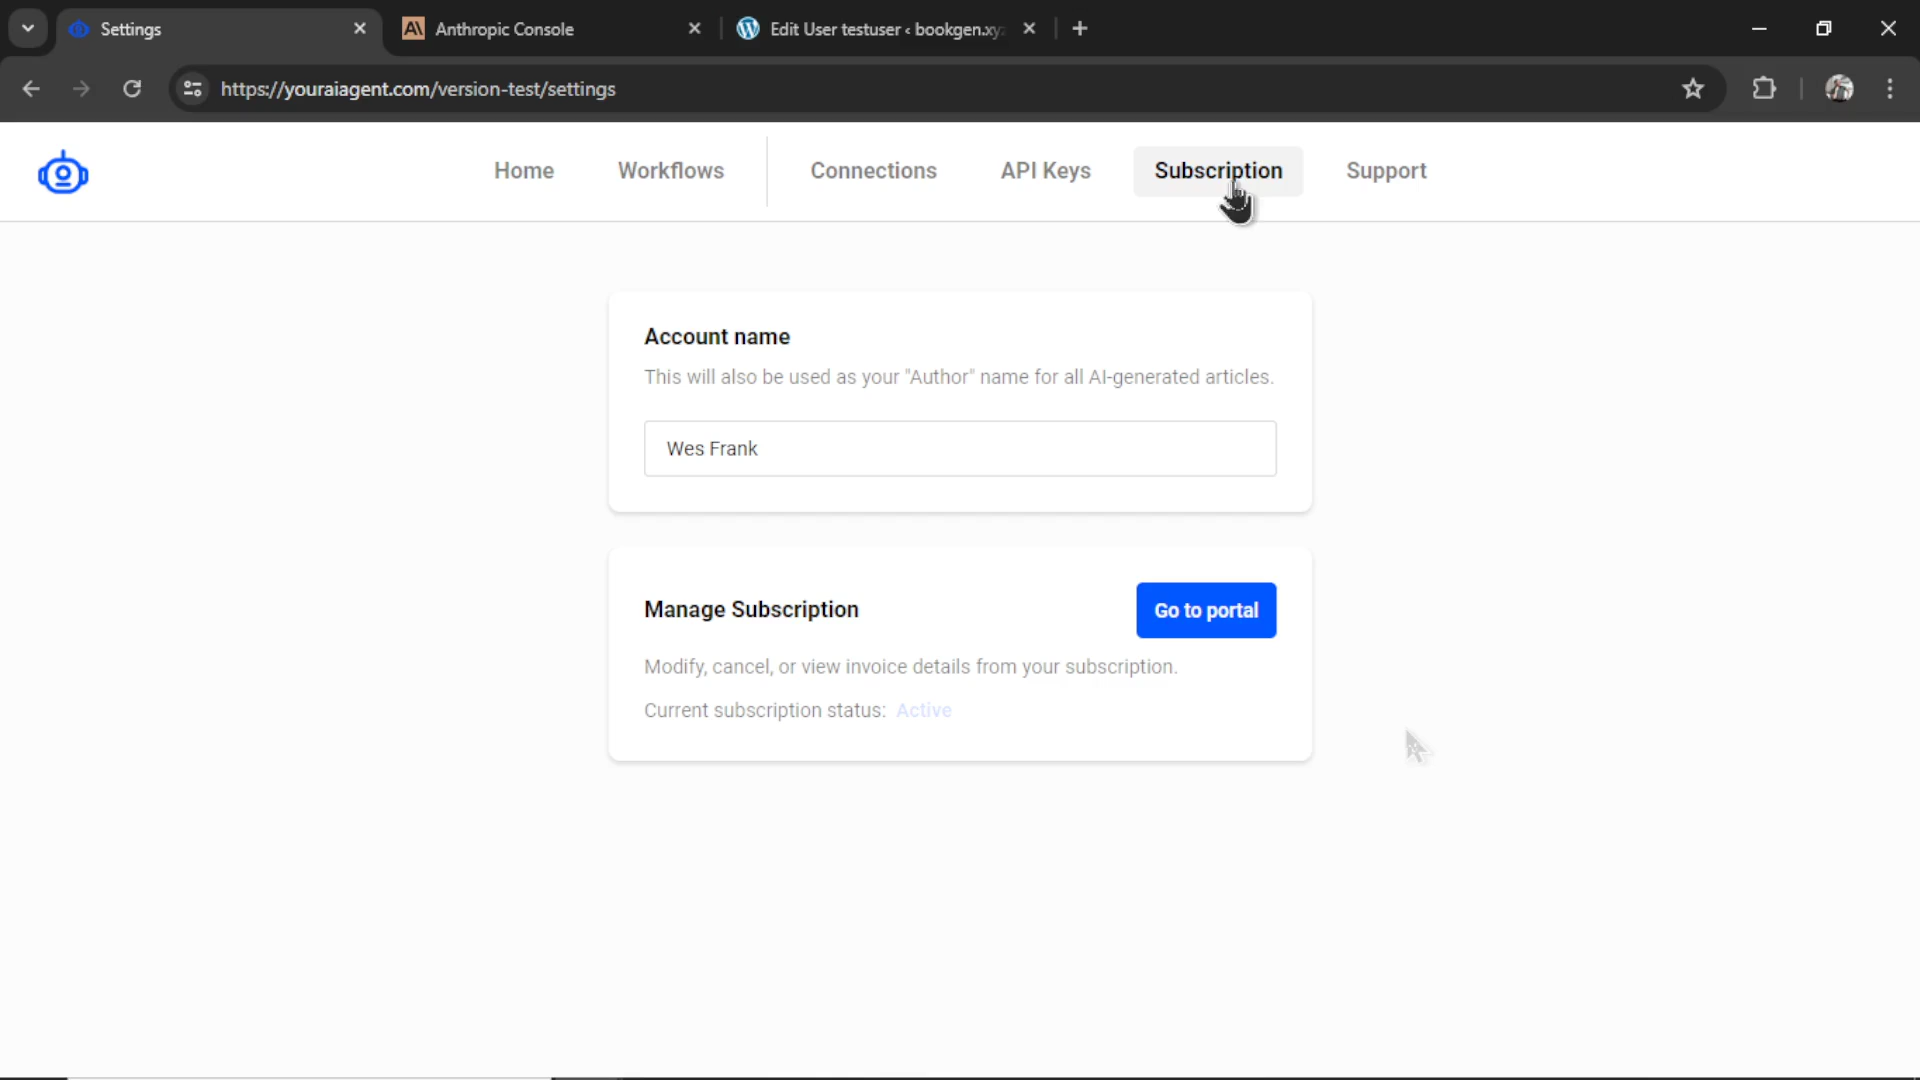 Settings
Anthropic Console
Edit User testuser ‹ bookgen.xy
https://youraiagent.com/version-test/settings
Home
Workflows
Connections
API Keys
Subscription
Support
Account name
This will also be used as your "Author" name for all AI-generated articles.
Wes Frank
Manage Subscription
Go to portal
Modify, cancel, or view invoice details from your subscription.
Current subscription status: Active